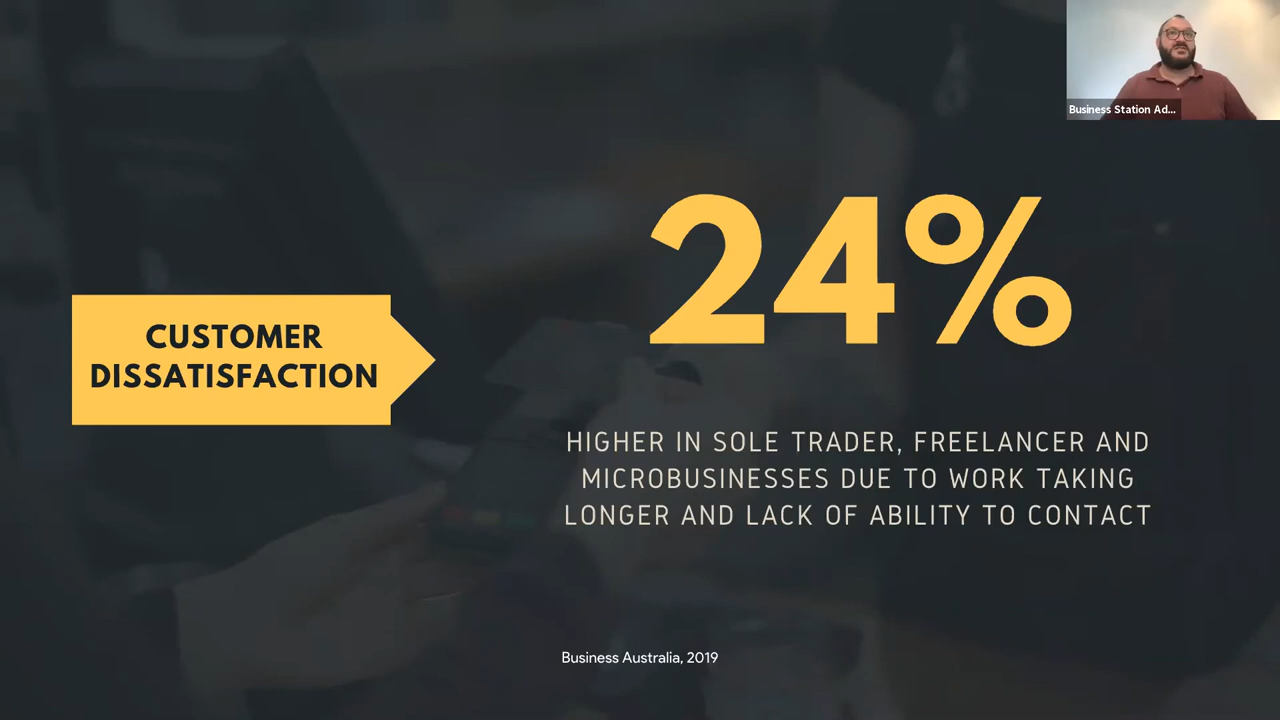 Business Station Ad...
24%
CUSTOMER
DISSATISFACTION
HIGHER IN SOLE TRADER, FREELANCER AND
MICROBUSINESSES DUE TO WORK TAKING
LONGER AND LACK OF ABILITY TO CONTACT
Business Australia, 2019